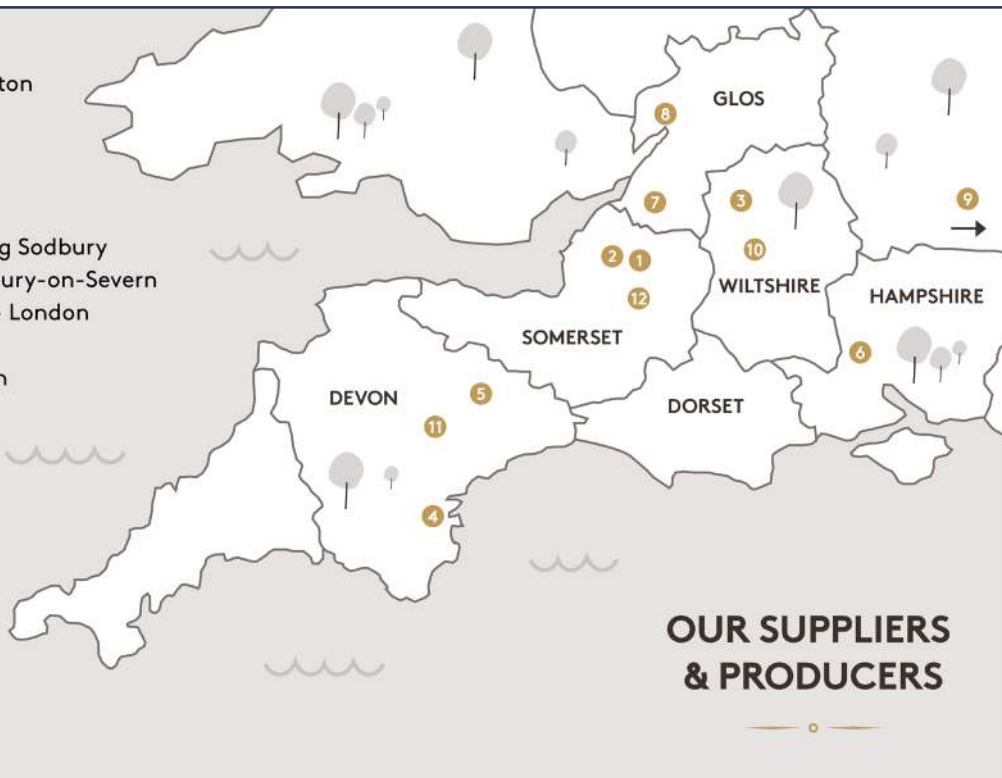 ton
g Sodbury
ury-on-Severn
London
n
GLOS
8
7
3
9
10
2
1
12
WILTSHIRE
HAMPSHIRE
SOMERSET
6
DEVON
5
DORSET
11
4
OUR SUPPLIERS
& PRODUCERS